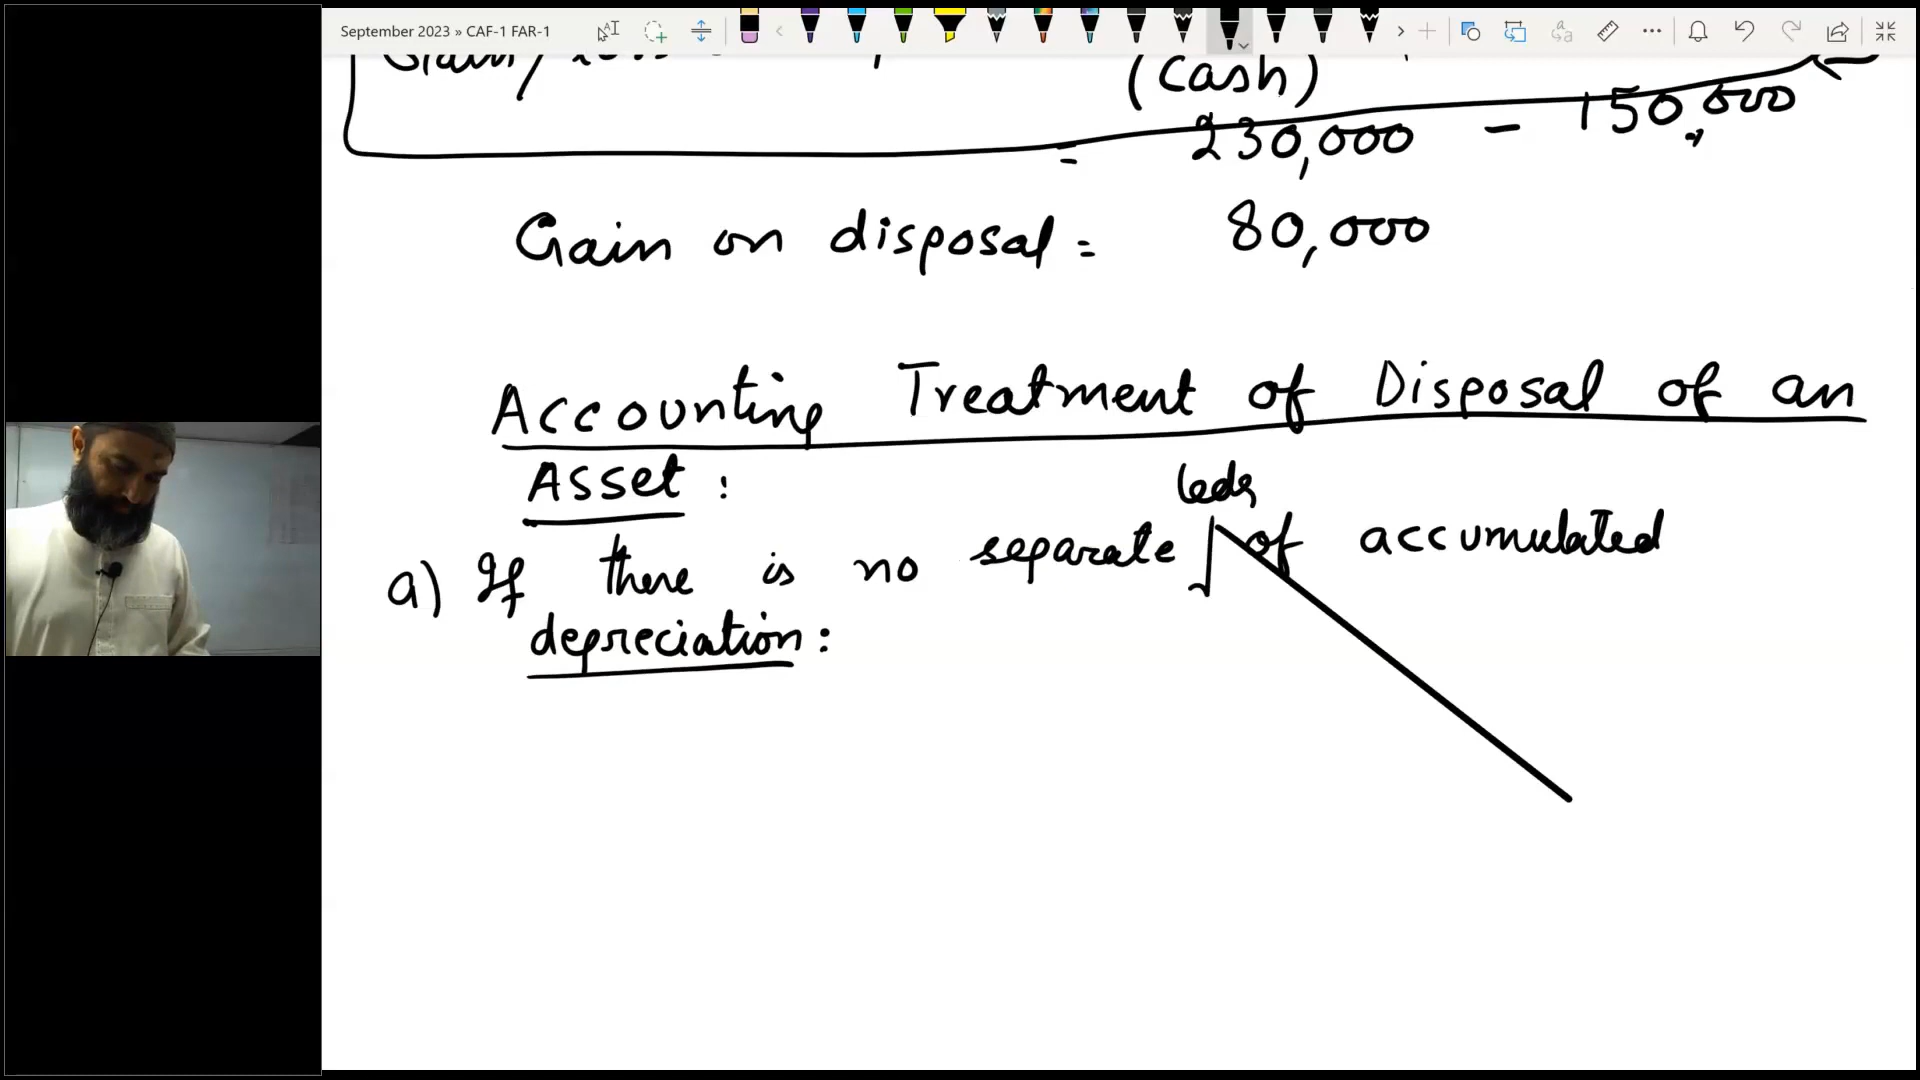 September 2023 » CAF-1 FAR-1
(Cash)
= 230,000 - 150,000
Gain on disposal = 80,000
Accounting Treatment of Disposal of an
Asset :
a) If there is no separate of accumulated
depreciation :